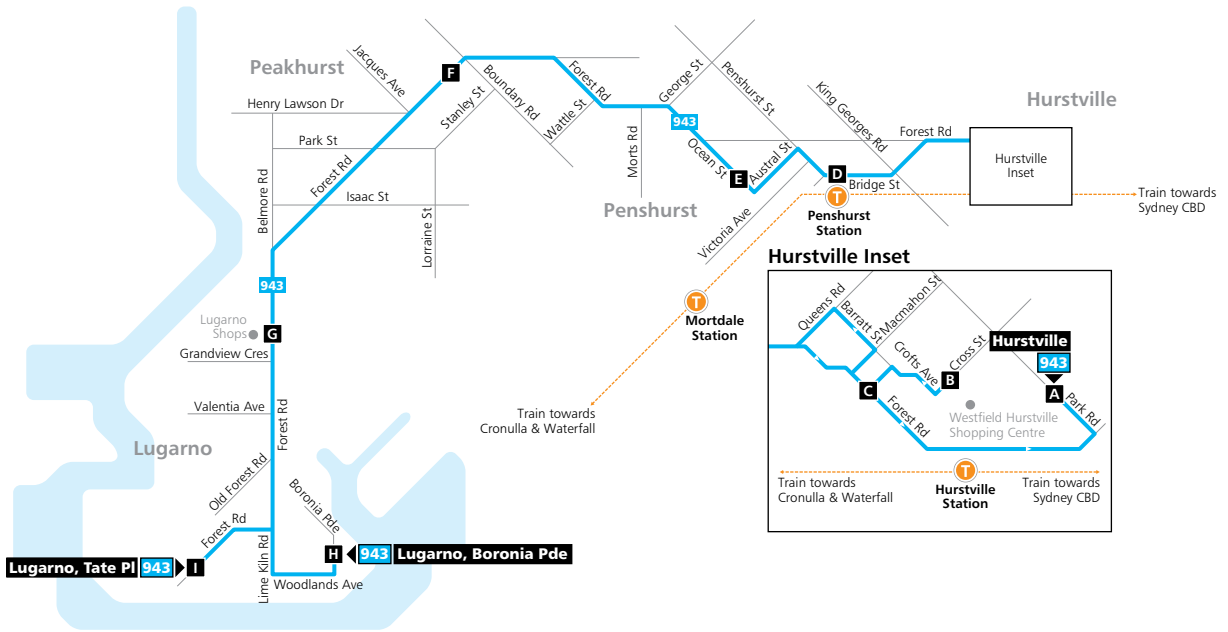 Peakhurst
Jacques Ave
F
Boundary Rd
Forest Rd
George St
Penshurst St
King Georges Rd
Hurstville
Henry Lawson Dr
Stanley St
Wattle St
943
Forest Rd
Park St
Morts Rd
Ocean St
Austral St
Hurstville
Inset
Forest Rd
E
D
Bridge St
Belmore Rd
Isaac St
T
Train towards
Sydney CBD
Penshurst
Penshurst
Station
Lorraine St
Victoria Ave
Hurstville Inset
943
T
Mortdale
Station
Queens Rd
Barratt St
Macmahon St
Lugarno
Shops
G
Hurstville
943
Grandview Cres
Crofts Ave
Cross St
B
C
A
Park Rd
Valentia Ave
Forest Rd
Train towards
Cronulla & Waterfall
Forest Rd
Westfield Hurstville
Shopping Centre
Lugarno
Old Forest Rd
T
Train towards
Cronulla & Waterfall
Hurstville
Station
Train towards
Sydney CBD
Boronia Pde
Forest Rd
Lime Kiln Rd
H
943
Lugarno, Boronia Pde
Lugarno, Tate Pl
943
I
Woodlands Ave